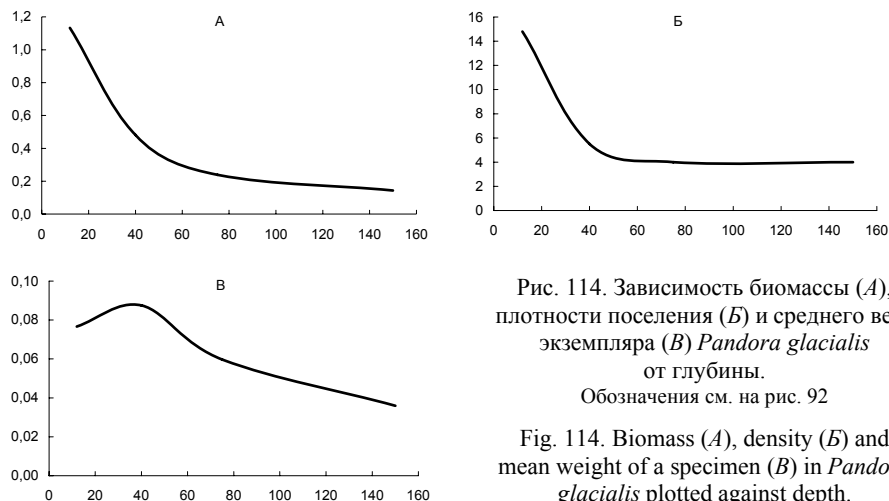 А
1,2
1,0
0,8
0,6
0,4
0,2
0,0
0 20 40 60 80 100 120 140 160
Б
16
14
12
10
8
6
4
2
0
0 20 40 60 80 100 120 140 160
В
0,10
0,08
0,06
0,04
0,02
0,00
0 20 40 60 80 100 120 140 160
Рис. 114. Зависимость биомассы (А),
плотности поселения (Б) и среднего
экземпляра (В) Pandora glacialis
от глубины.
Обозначения см. на рис. 92
Fig. 114. Biomass (А), density (Б) and
mean weight of a specimen (В) in
glacialis plotted against depth.